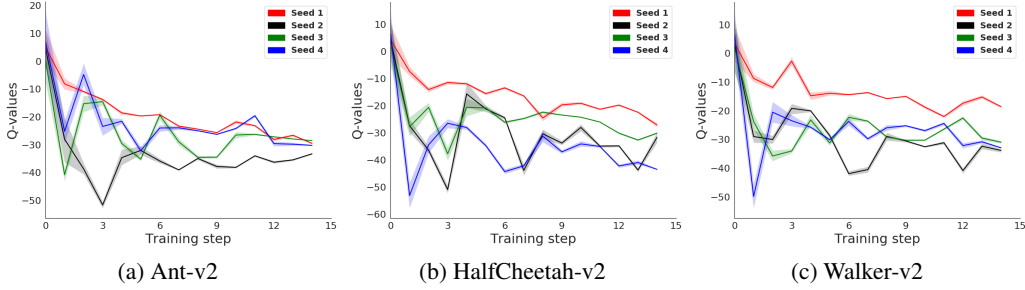 20
10
0
−10
−20
−30
−40
−50
Q-values
0 3 6 9 12 15
Training step
Seed 1
Seed 2
Seed 3
Seed 4
(a) Ant-v2
10
0
−10
−20
−30
−40
−50
−60
Q-values
0 3 6 9 12 15
Training step
Seed 1
Seed 2
Seed 3
Seed 4
(b) HalfCheetah-v2
10
0
−10
−20
−30
−40
−50
Q-values
0 3 6 9 12 15
Training step
Seed 1
Seed 2
Seed 3
Seed 4
(c) Walker-v2